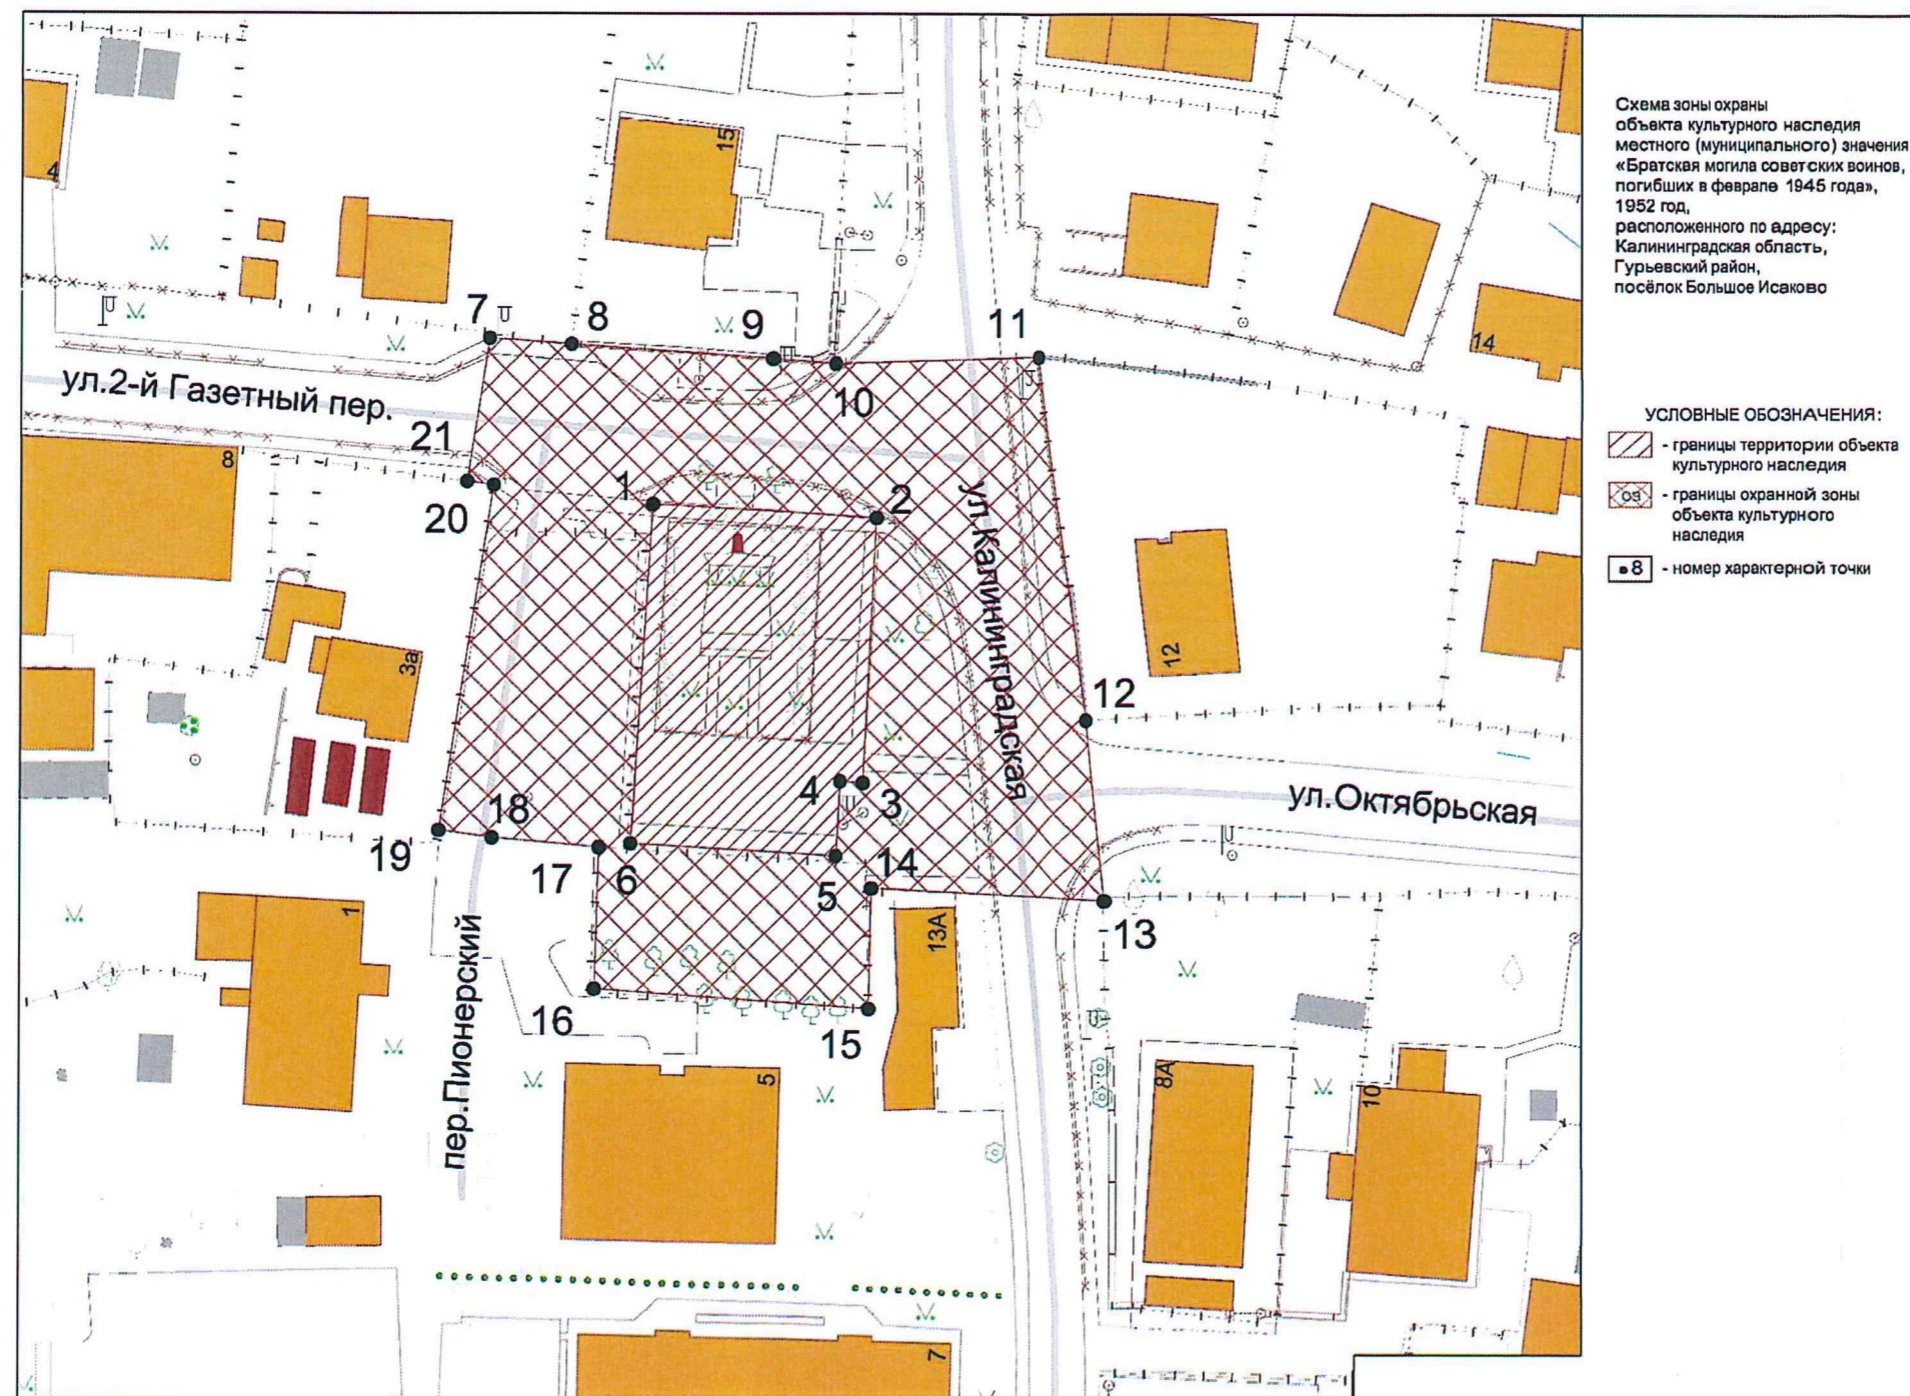 Схема зоны охраны
объекта культурного наследия
местного (муниципального) значения
«Братская могила советских воинов,
погибших в феврале 1945 года»,
1952 год,
расположенного по адресу:
Калининградская область,
Гурьевский район,
посёлок Большое Исаково
УСЛОВНЫЕ ОБОЗНАЧЕНИЯ:
- границы территории объекта
культурного наследия
ОЗ
- границы охранной зоны
объекта культурного
наследия
8
- номер характерной точки
4
15
7
8
9
10
11
14
ул.2-й Газетный пер.
21
8
20
1
2
ул.Калининградская
3а
12
12
4
3
ул.Октябрьская
18
19
17
6
5
14
13
1
13А
пер.Пионерский
16
15
5
8А
10
7